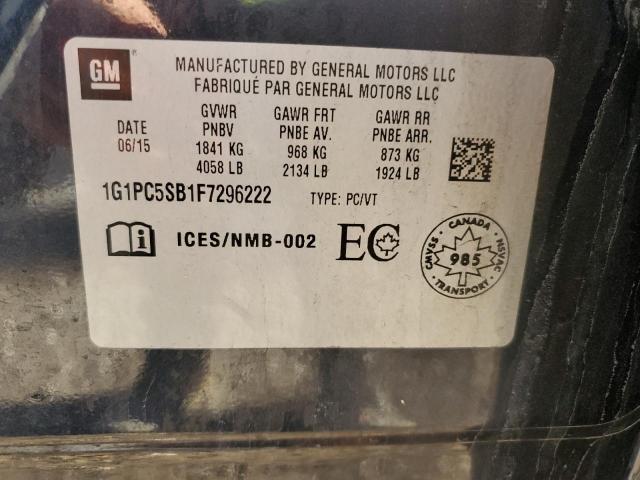 GM
MANUFACTURED BY GENERAL MOTORS LLC
FABRIQUÉ PAR GENERAL MOTORS LLC
GVWR GAWR FRT GAWR RR
DATE PNBV PNBE AV. PNBE ARR.
06/15 1841 KG 968 KG 873 KG
4058 LB 2134 LB 1924 LB
1G1PC5SB1F7296222 TYPE: PC/VT
i ICES/NMB-002 EC
CANADA
CMVSS 985 NSVAC
TRANSPORT